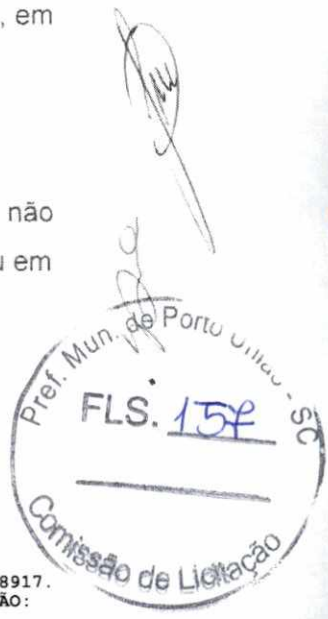 , em
não
u em
Pref. Mun. de Porto União - SC
FLS. 157
Comissão de Licitação
8917.
ÃO: